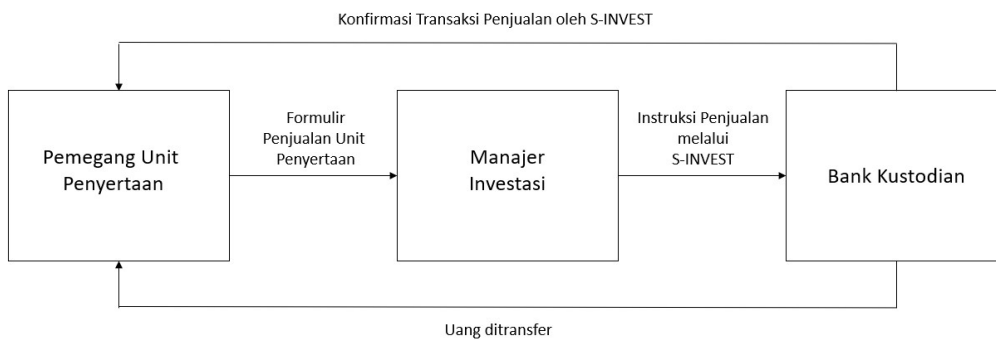 Konfirmasi Transaksi Penjualan oleh S-INVEST
Pemegang Unit
Penyertaan
Formulir
Penjualan Unit
Penyertaan
Manajer
Investasi
Instruksi Penjualan
melalui
S-INVEST
Bank Kustodian
Uang ditransfer